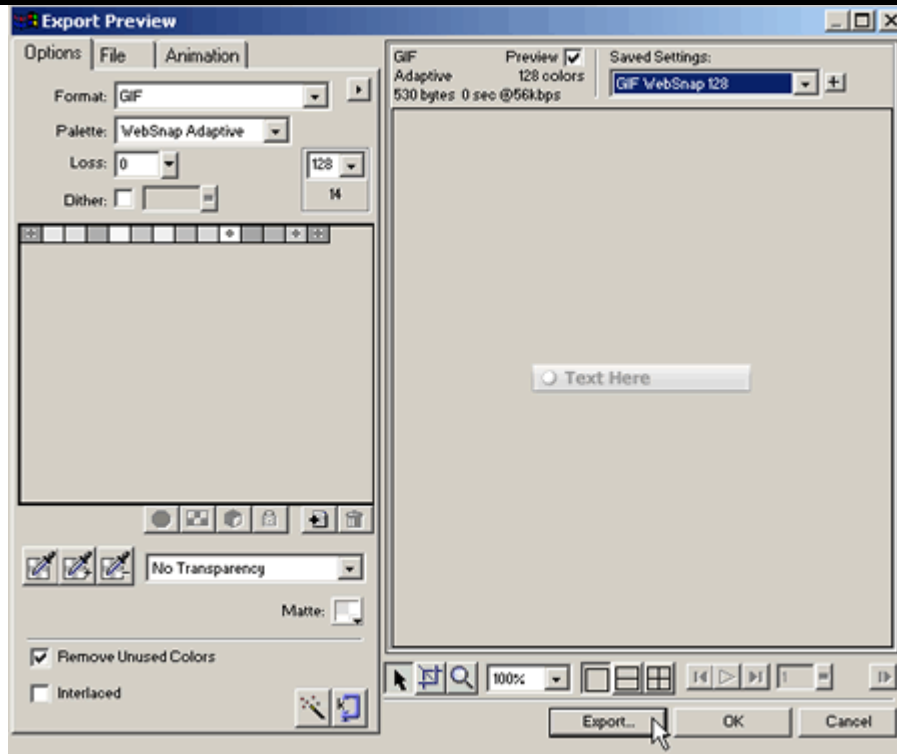 Export Preview
Options File Animation
Format: GIF
Palette: WebSnap Adaptive
Loss: 0
128
Dither:
14
No Transparency
Matte:
Remove Unused Colors
Interlaced
GIF Preview
Adaptive 128 colors
530 bytes 0 sec @56kbps
Saved Settings:
GIF WebSnap 128
Text Here
100%
1
Export... OK Cancel